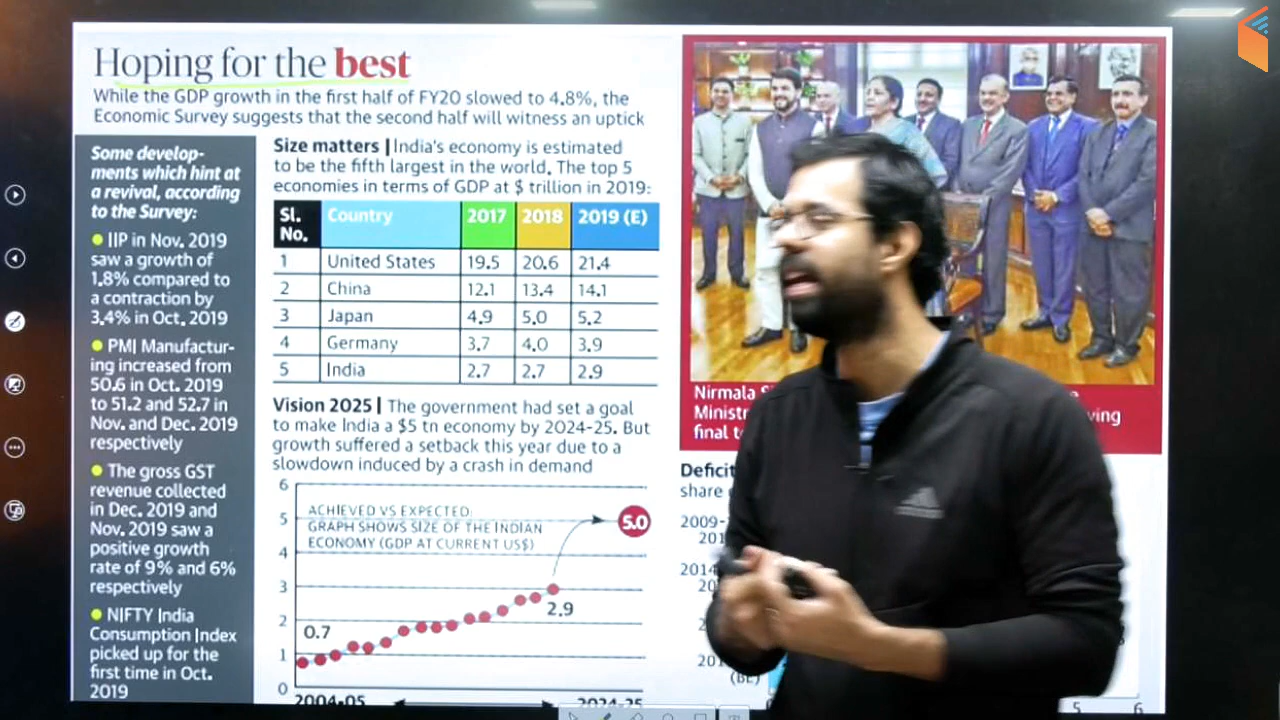 Hoping for the best
While the GDP growth in the first half of FY20 slowed to 4.8%, the
Economic Survey suggests that the second half will witness an uptick
Some develop-
ments which hint at
a revival, according
to the Survey:
IIP in Nov. 2019
saw a growth of
1.8% compared to
a contraction by
3.4% in Oct. 2019
PMI Manufactur-
ing increased from
50.6 in Oct. 2019
to 51.2 and 52.7 in
Nov. and Dec. 2019
respectively
The gross GST
revenue collected
in Dec. 2019 and
Nov. 2019 saw a
positive growth
rate of 9% and 6%
respectively
NIFTY India
Consumption Index
picked up for the
first time in Oct.
2019
Size matters | India's economy is estimated
to be the fifth largest in the world. The top 5
economies in terms of GDP at $ trillion in 2019:
Sl. No. Country 2017 2018 2019 (E)
1 United States 19.5 20.6 21.4
2 China 12.1 13.4 14.1
3 Japan 4.9 5.0 5.2
4 Germany 3.7 4.0 3.9
5 India 2.7 2.7 2.9
Vision 2025 | The government had set a goal
to make India a $5 tn economy by 2024-25. But
growth suffered a setback this year due to a
slowdown induced by a crash in demand
6
5
4
3
2
1
0
ACHIEVED VS EXPECTED:
GRAPH SHOWS SIZE OF THE INDIAN
ECONOMY (GDP AT CURRENT US$)
5.0
2.9
0.7
2004-05 2024-25
Nirmala
final
share
2009-
(BE)
5 6